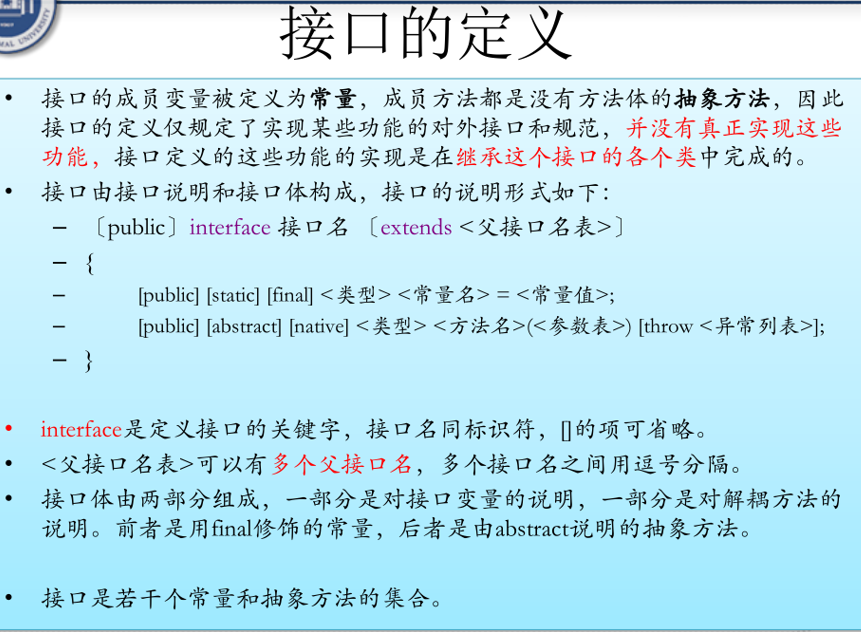 接口的定义
• 接口的成员变量被定义为常量，成员方法都是没有方法体的抽象方法，因此
接口的定义仅规定了实现某些功能的对外接口和规范，并没有真正实现这些
功能，接口定义的这些功能的实现是在继承这个接口的各个类中完成的。
• 接口由接口说明和接口体构成，接口的说明形式如下：
– 〔public〕interface 接口名 〔extends <父接口名表>〕
– {
– [public] [static] [final] <类型> <常量名> = <常量值>;
– [public] [abstract] [native] <类型> <方法名>(<参数表>) [throw <异常列表>];
– }
• interface是定义接口的关键字，接口名同标识符，[]的项可省略。
• <父接口名表>可以有多个父接口名，多个接口名之间用逗号分隔。
• 接口体由两部分组成，一部分是对接口变量的说明，一部分是对解耦方法的
说明。前者是用final修饰的常量，后者是由abstract说明的抽象方法。
• 接口是若干个常量和抽象方法的集合。